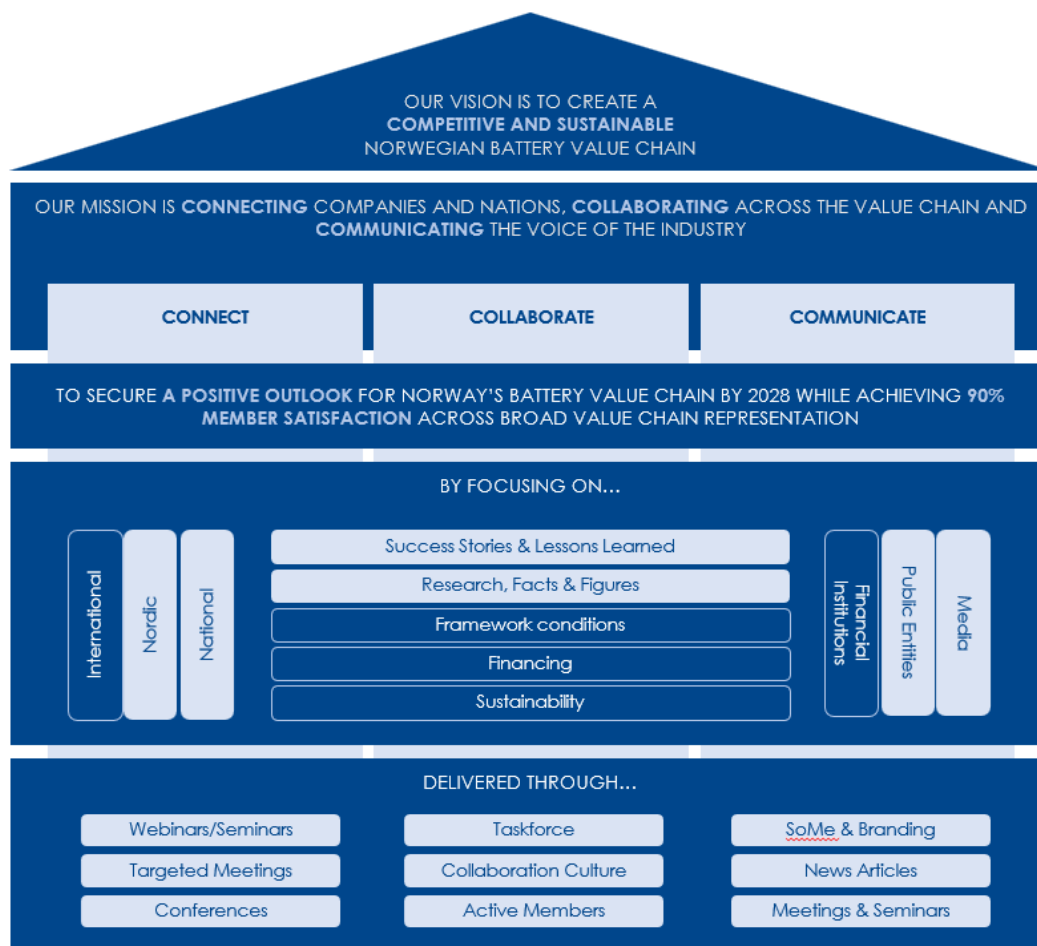 OUR VISION IS TO CREATE A
COMPETITIVE AND SUSTAINABLE
NORWEGIAN BATTERY VALUE CHAIN
OUR MISSION IS CONNECTING COMPANIES AND NATIONS, COLLABORATING ACROSS THE VALUE CHAIN AND
COMMUNICATING THE VOICE OF THE INDUSTRY
CONNECT
COLLABORATE
COMMUNICATE
TO SECURE A POSITIVE OUTLOOK FOR NORWAY'S BATTERY VALUE CHAIN BY 2028 WHILE ACHIEVING 90%
MEMBER SATISFACTION ACROSS BROAD VALUE CHAIN REPRESENTATION
BY FOCUSING ON...
International
Nordic
National
Success Stories & Lessons Learned
Research, Facts & Figures
Framework conditions
Financing
Sustainability
Financial
Institutions
Public Entities
Media
DELIVERED THROUGH...
Webinars/Seminars
Targeted Meetings
Conferences
Taskforce
Collaboration Culture
Active Members
SoMe & Branding
News Articles
Meetings & Seminars